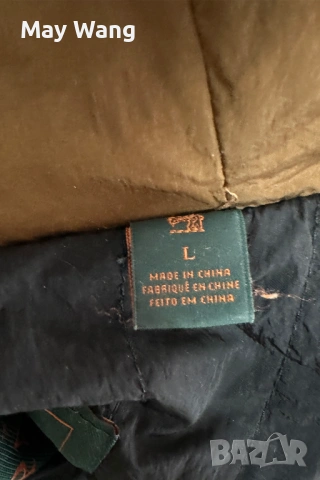 May Wang
L
MADE IN CHINA
FABRIQUÉ EN CHINE
FEITO EM CHINA
BAZAR